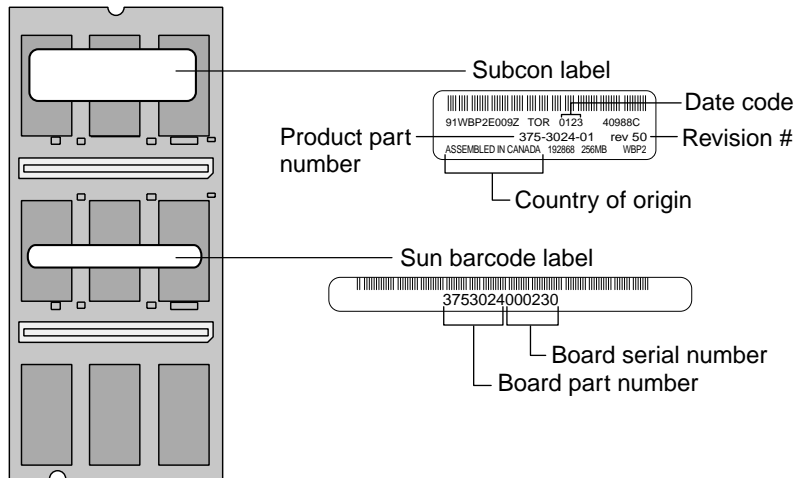 Subcon label
Date code
91WBP2E009Z TOR 0123 40988C
Product part number
375-3024-01 rev 50
Revision #
ASSEMBLED IN CANADA 192868 256MB WBP2
Country of origin
Sun barcode label
3753024000230
Board serial number
Board part number